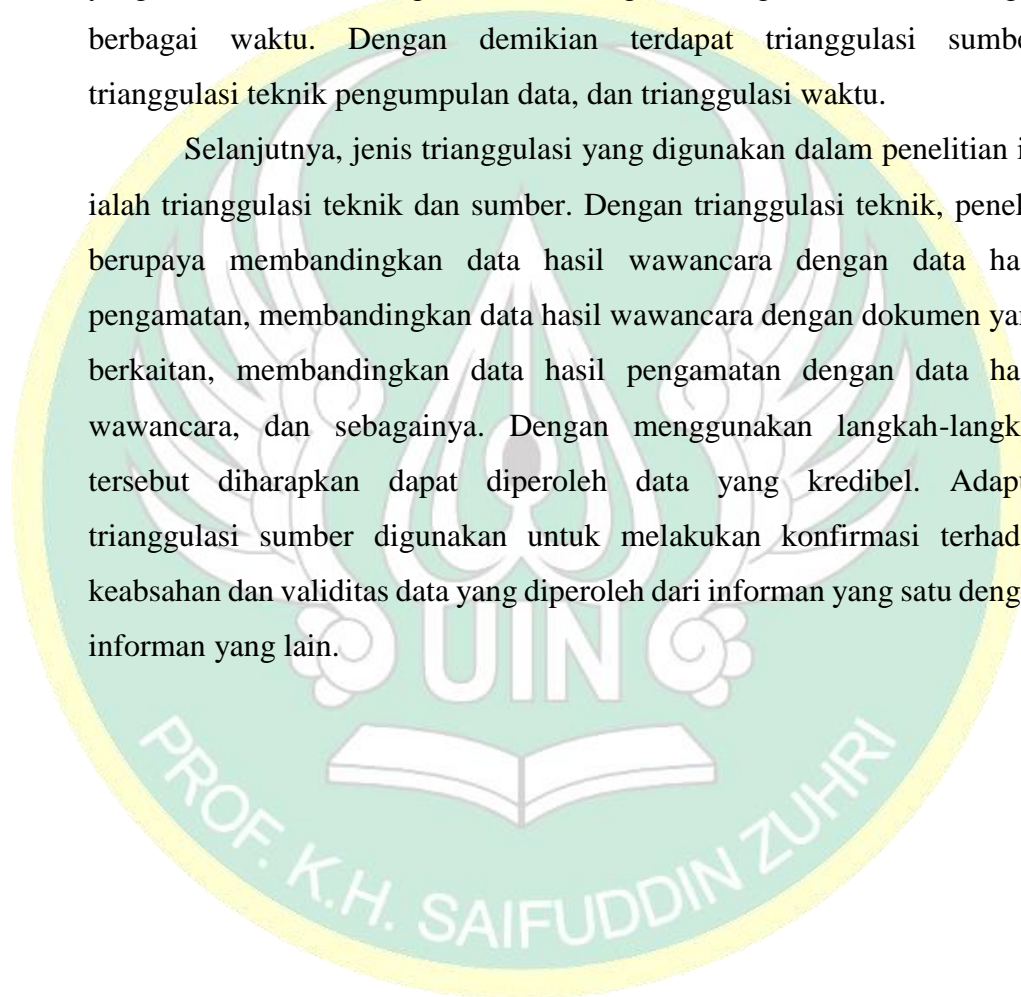 berbagai waktu. Dengan demikian terdapat trianggulasi sumbe
trianggulasi teknik pengumpulan data, dan trianggulasi waktu.
Selanjutnya, jenis trianggulasi yang digunakan dalam penelitian i
ialah trianggulasi teknik dan sumber. Dengan trianggulasi teknik, penel
berupaya membandingkan data hasil wawancara dengan data ha
pengamatan, membandingkan data hasil wawancara dengan dokumen ya
berkaitan, membandingkan data hasil pengamatan dengan data ha
wawancara, dan sebagainya. Dengan menggunakan langkah-langk
tersebut diharapkan dapat diperoleh data yang kredibel. Adap
trianggulasi sumber digunakan untuk melakukan konfirmasi terhad
keabsahan dan validitas data yang diperoleh dari informan yang satu deng
informan yang lain.
UIN
PROF. K.H. SAIFUDDIN ZUHRI